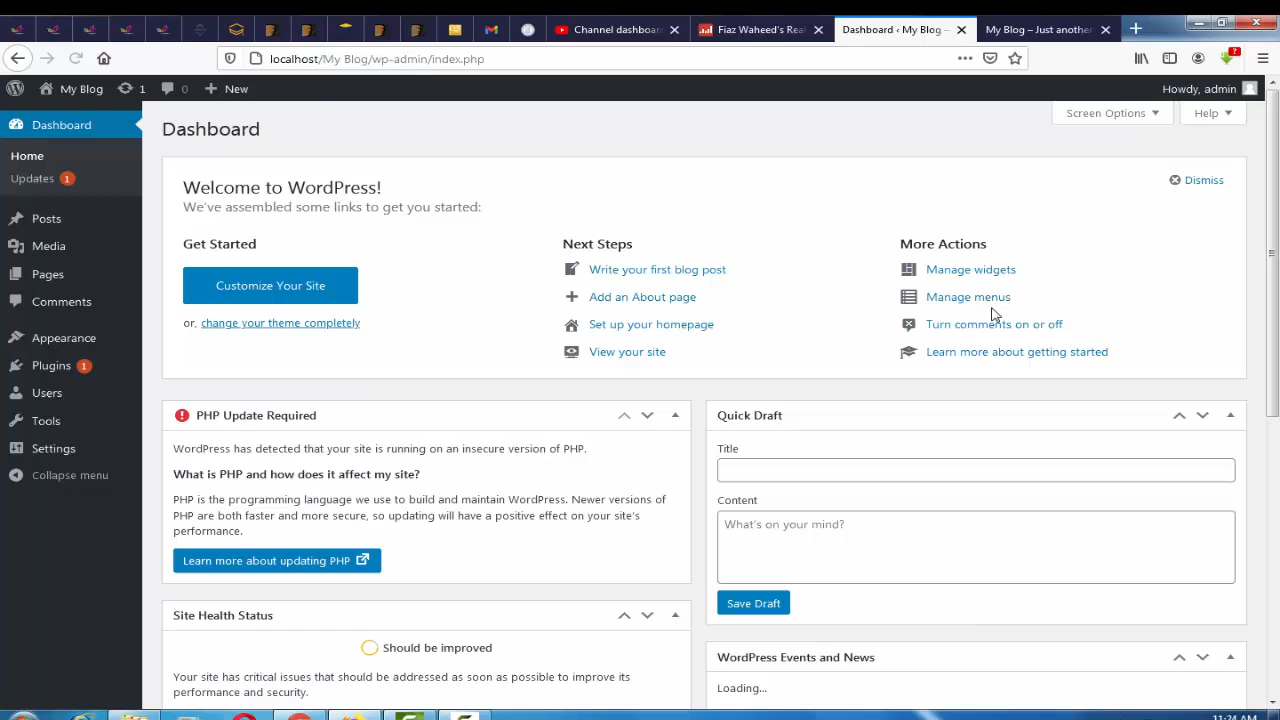 Channel dashboar
Fiaz Waheed's Rea
Dashboard ‹ My Blog —
My Blog – Just another
localhost/My Blog/wp-admin/index.php
My Blog
1
0
New
Howdy, admin
Dashboard
Home
Updates 1
Posts
Media
Pages
Comments
Appearance
Plugins 1
Users
Tools
Settings
Collapse menu
Screen Options
Help
Dashboard
Welcome to WordPress!
Dismiss
We've assembled some links to get you started:
Get Started
Customize Your Site
or, change your theme completely
Next Steps
Write your first blog post
Add an About page
Set up your homepage
View your site
More Actions
Manage widgets
Manage menus
Turn comments on or off
Learn more about getting started
PHP Update Required
WordPress has detected that your site is running on an insecure version of PHP.
What is PHP and how does it affect my site?
PHP is the programming language we use to build and maintain WordPress. Newer versions of
PHP are both faster and more secure, so updating will have a positive effect on your site's
performance.
Learn more about updating PHP
Site Health Status
Should be improved
Your site has critical issues that should be addressed as soon as possible to improve its
performance and security.
Quick Draft
Title
Content
What's on your mind?
Save Draft
WordPress Events and News
Loading...
11:24 AM